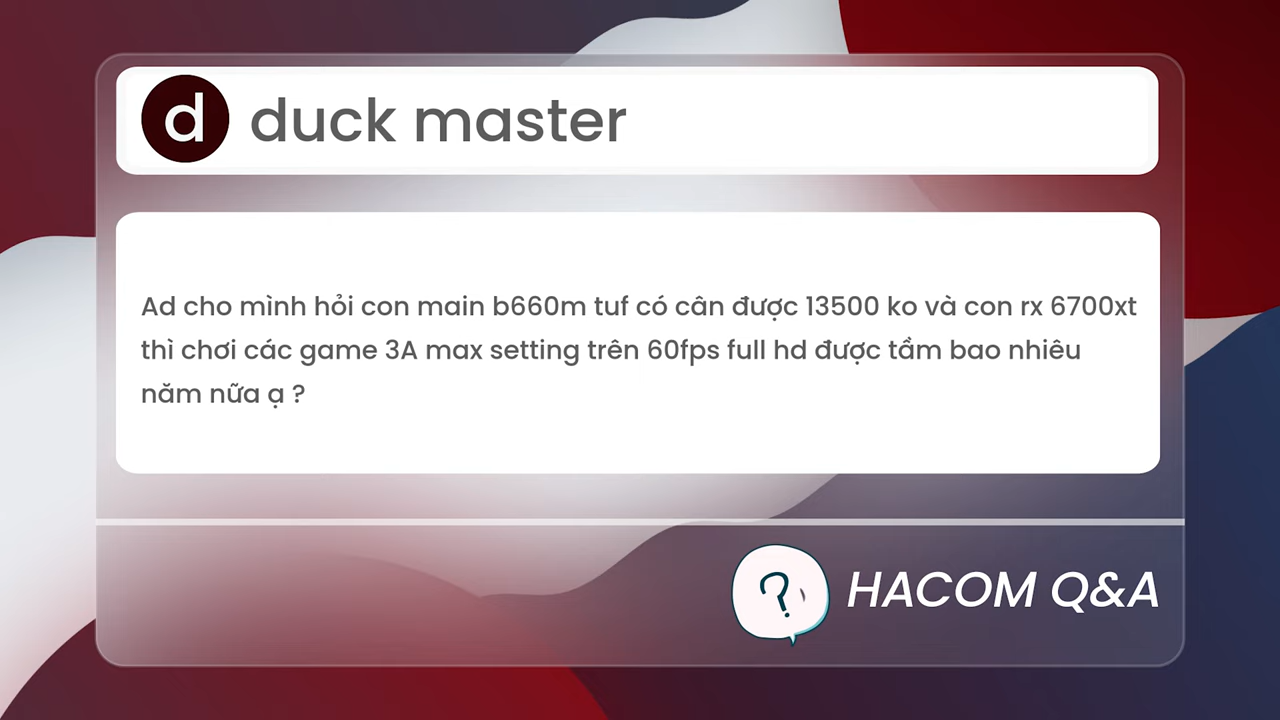 d duck master
Ad cho mình hỏi con main b660m tuf có cân được 13500 ko và con rx 6700xt
thì chơi các game 3A max setting trên 60fps full hd được tầm bao nhiêu
năm nữa ạ ?
? HACOM Q&A